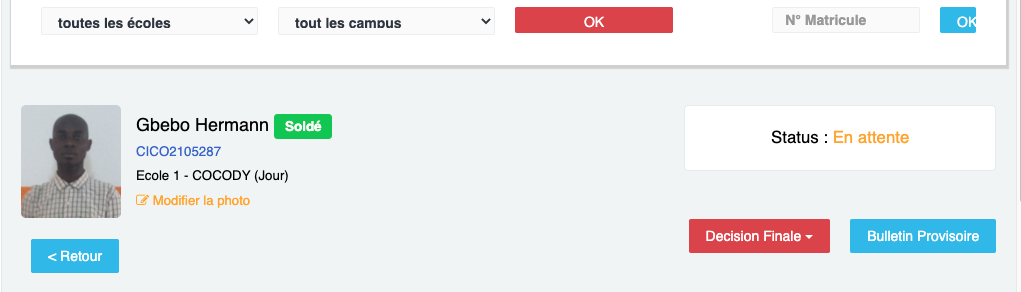 toutes les écoles tout les campus OK N° Matricule OK
Gbebo Hermann Soldé
CICO2105287
Ecole 1 - COCODY (Jour)
Modifier la photo
Status : En attente
< Retour
Decision Finale Bulletin Provisoire